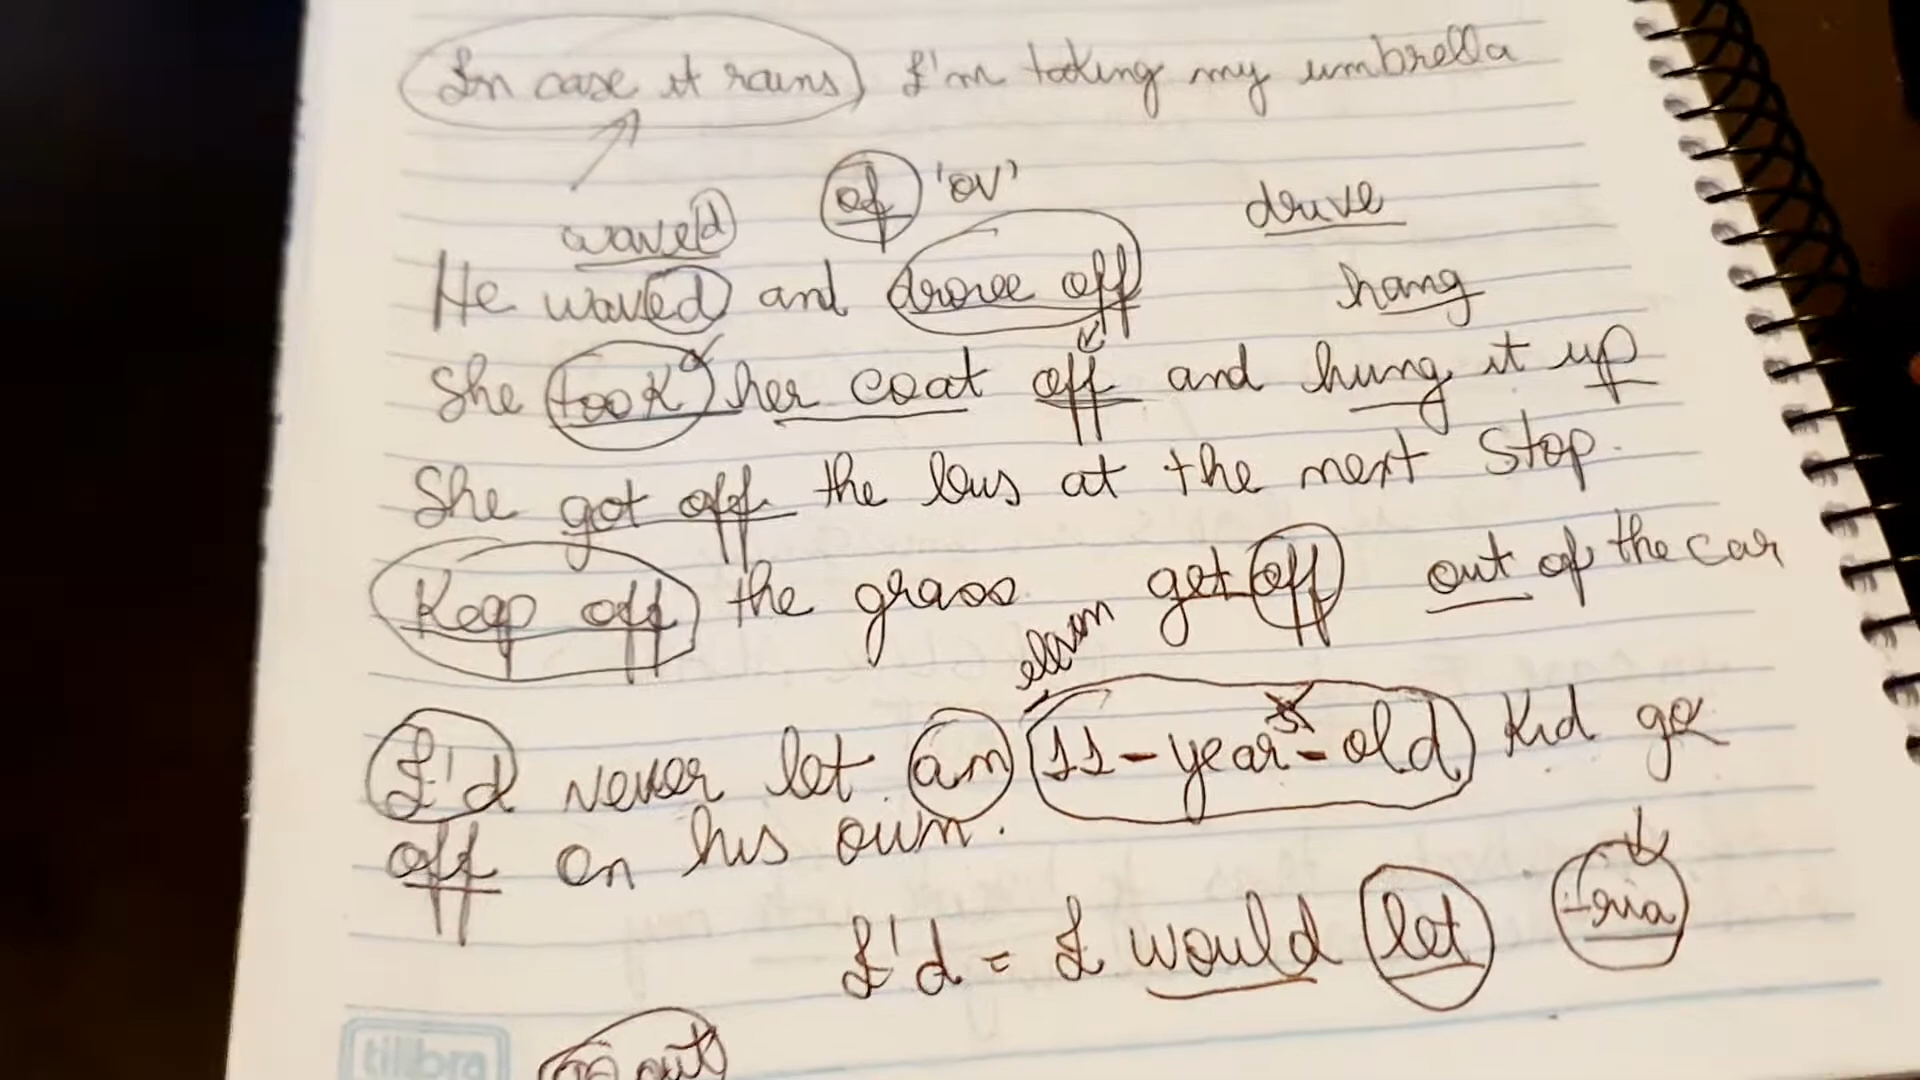 In case it rains, I'm taking my umbrella
of 'ov' drive
waved
He waved and drove off hang
She took her coat off and hung it up
She got off the bus at the next stop.
Keep off the grass get off out of the car
eleven
I'd never let an 11-year-s-old kid go
off on his own.
I'd = I would let -ria
tilibra
out